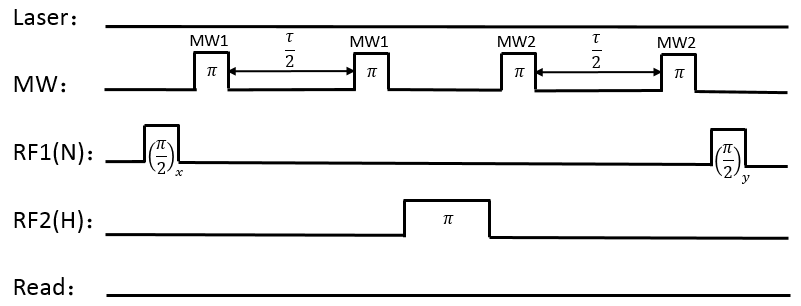 Laser：
MW1 τ/2 MW1 MW2 τ/2 MW2
MW： π π π π
RF1(N)： (π/2)x (π/2)y
RF2(H)： π
Read：